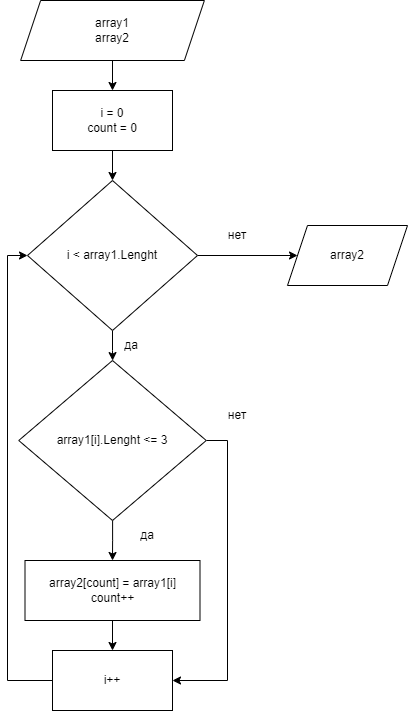 array1
array2
i = 0
count = 0
i < array1.Lenght
нет
array2
да
array1[i].Lenght <= 3
нет
да
array2[count] = array1[i]
count++
i++